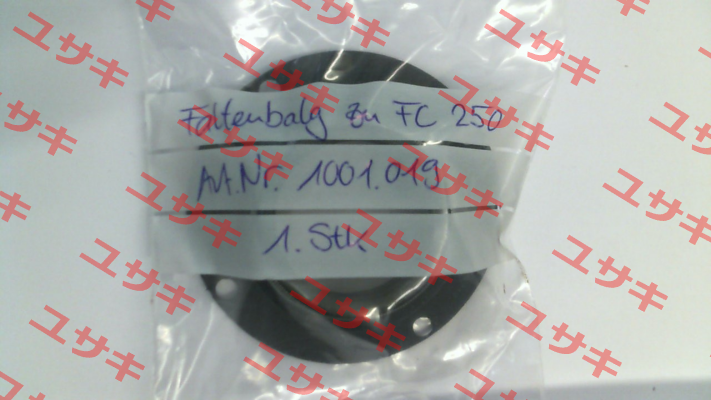 Faltenbalg zu FC 250
Art.Nr. 1001.019
1. Stk
ユサキ